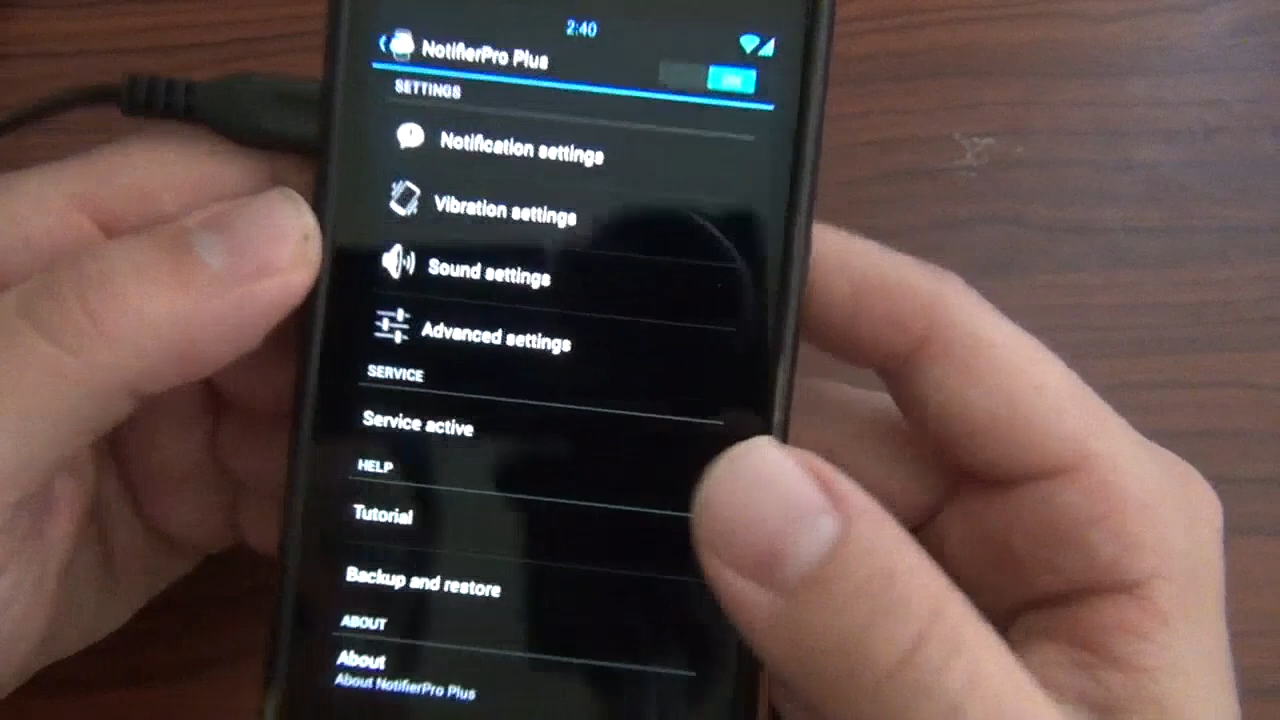 2:40
NotifierPro Plus
ON
SETTINGS
Notification settings
Vibration settings
Sound settings
Advanced settings
SERVICE
Service active
HELP
Tutorial
Backup and restore
ABOUT
About
About NotifierPro Plus